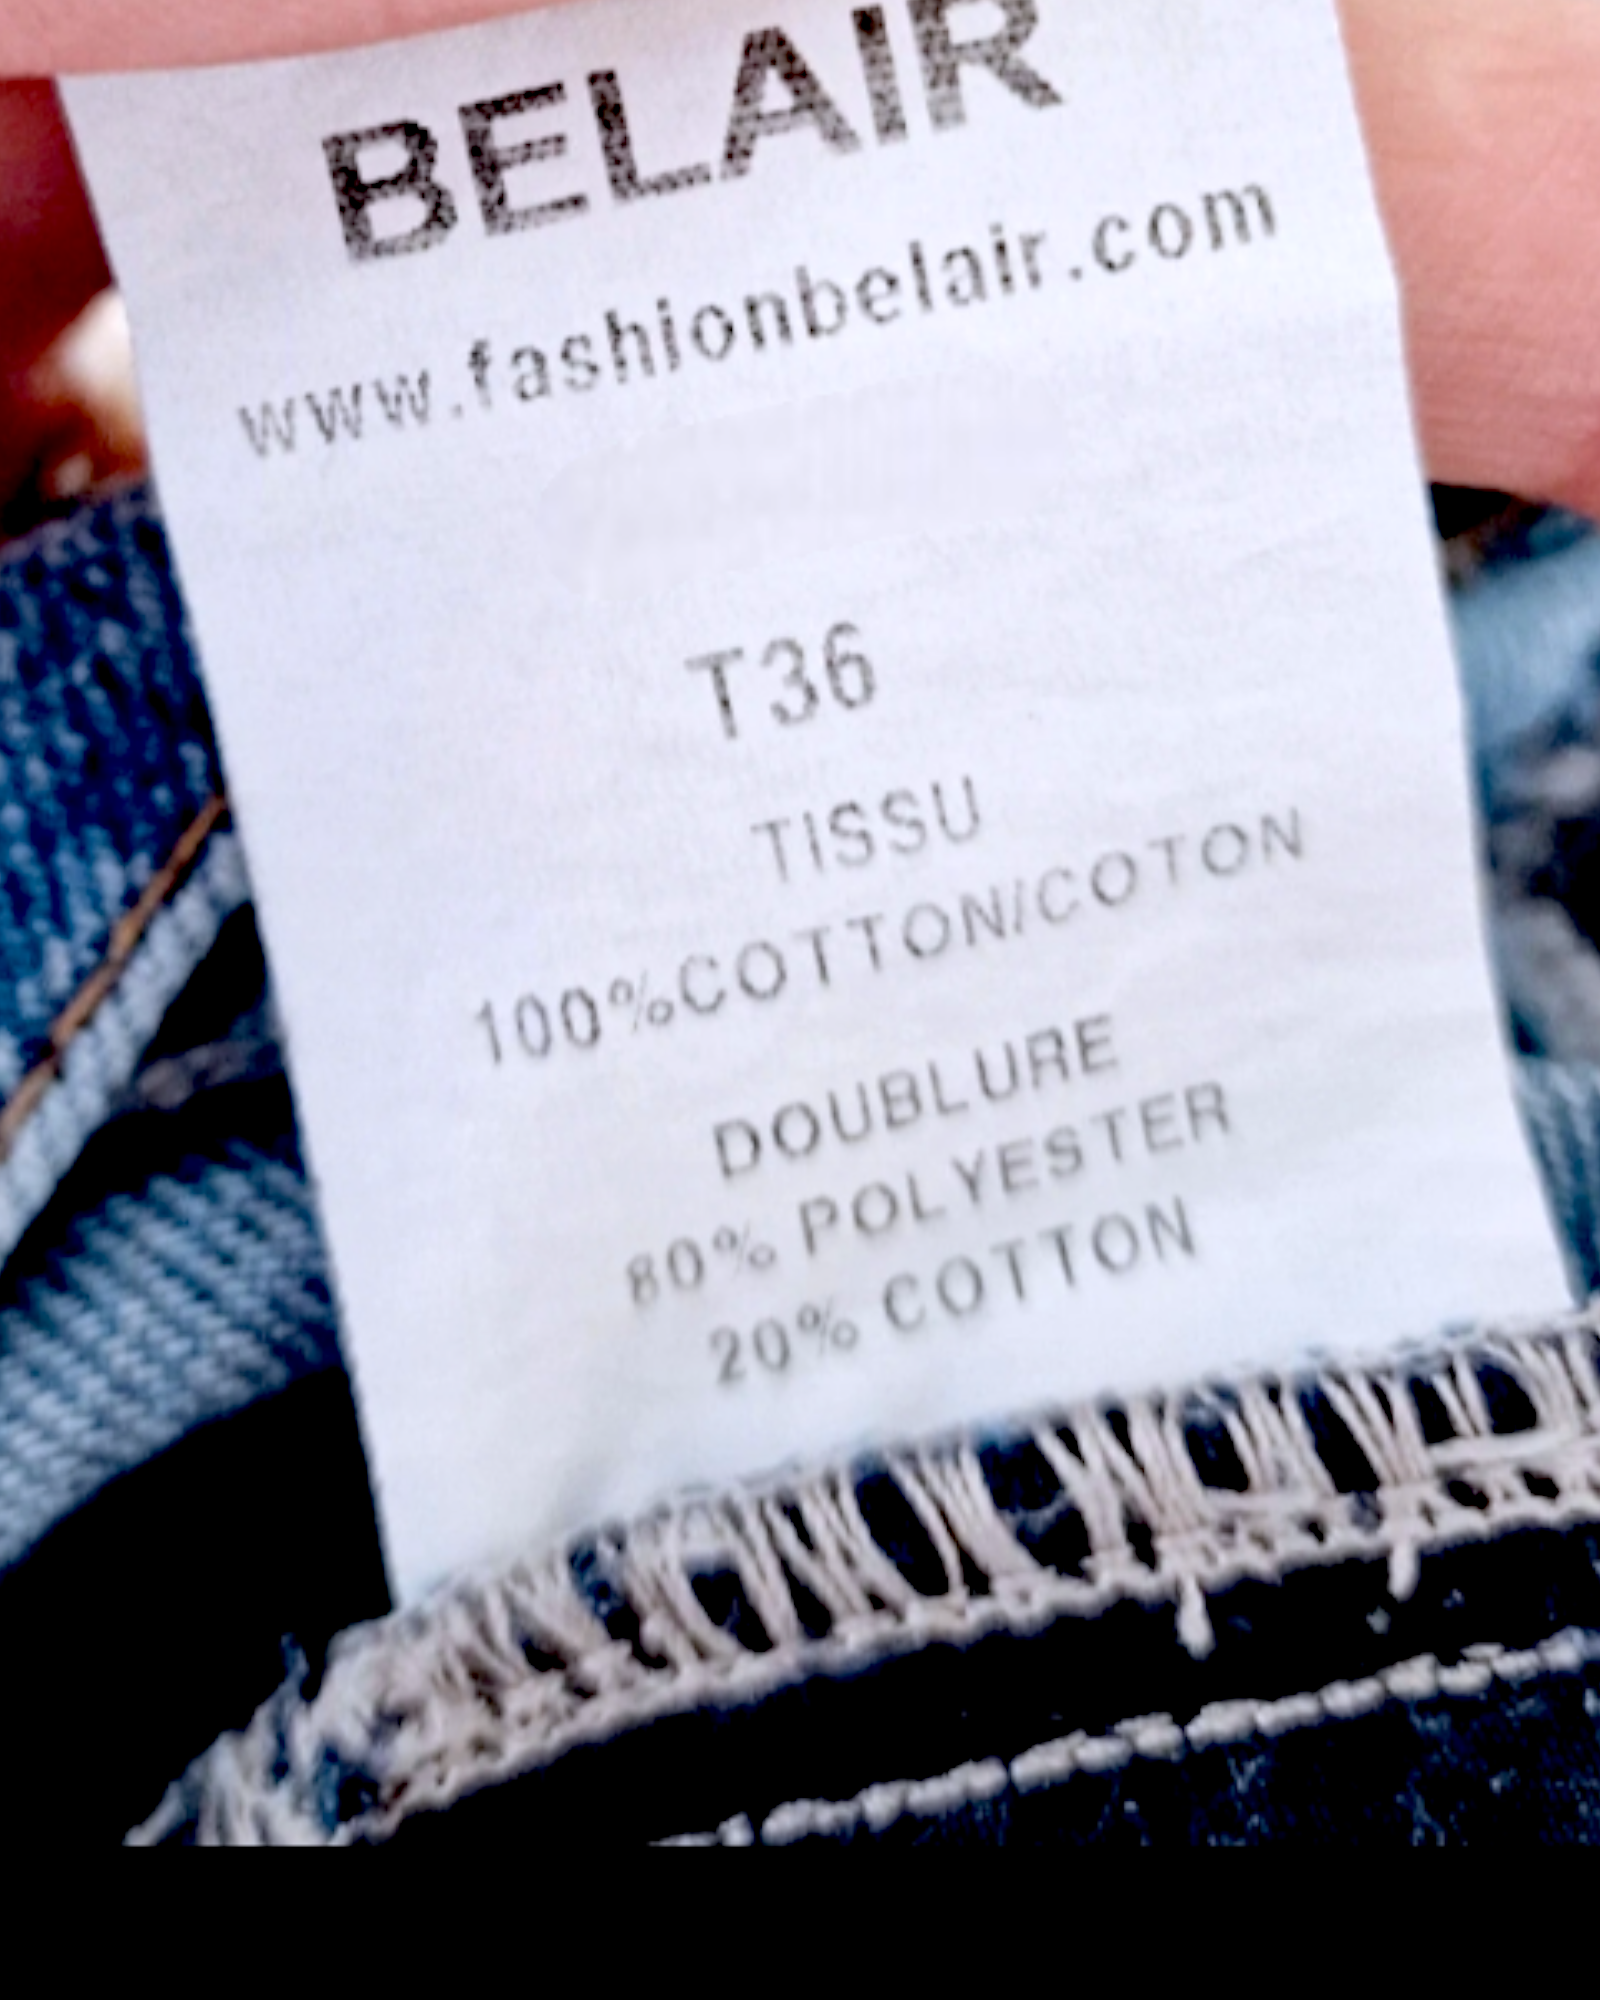 BELAIR
www.fashionbelair.com
T36
TISSU
100%COTTON/COTON
DOUBLURE
80% POLYESTER
20% COTTON